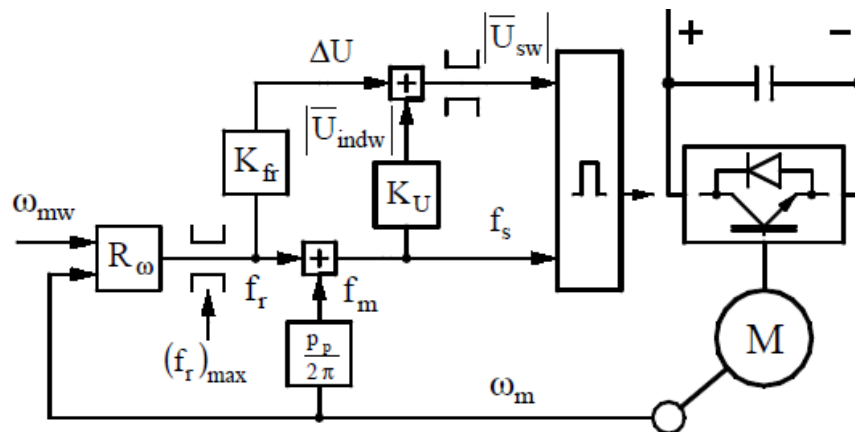 + −
ΔU
|U̅sw|
+
|U̅indw|
Kfr
KU
ωmw
Rω
fr
+
fm
fs
(fr)max
pp
2π
ωm
M